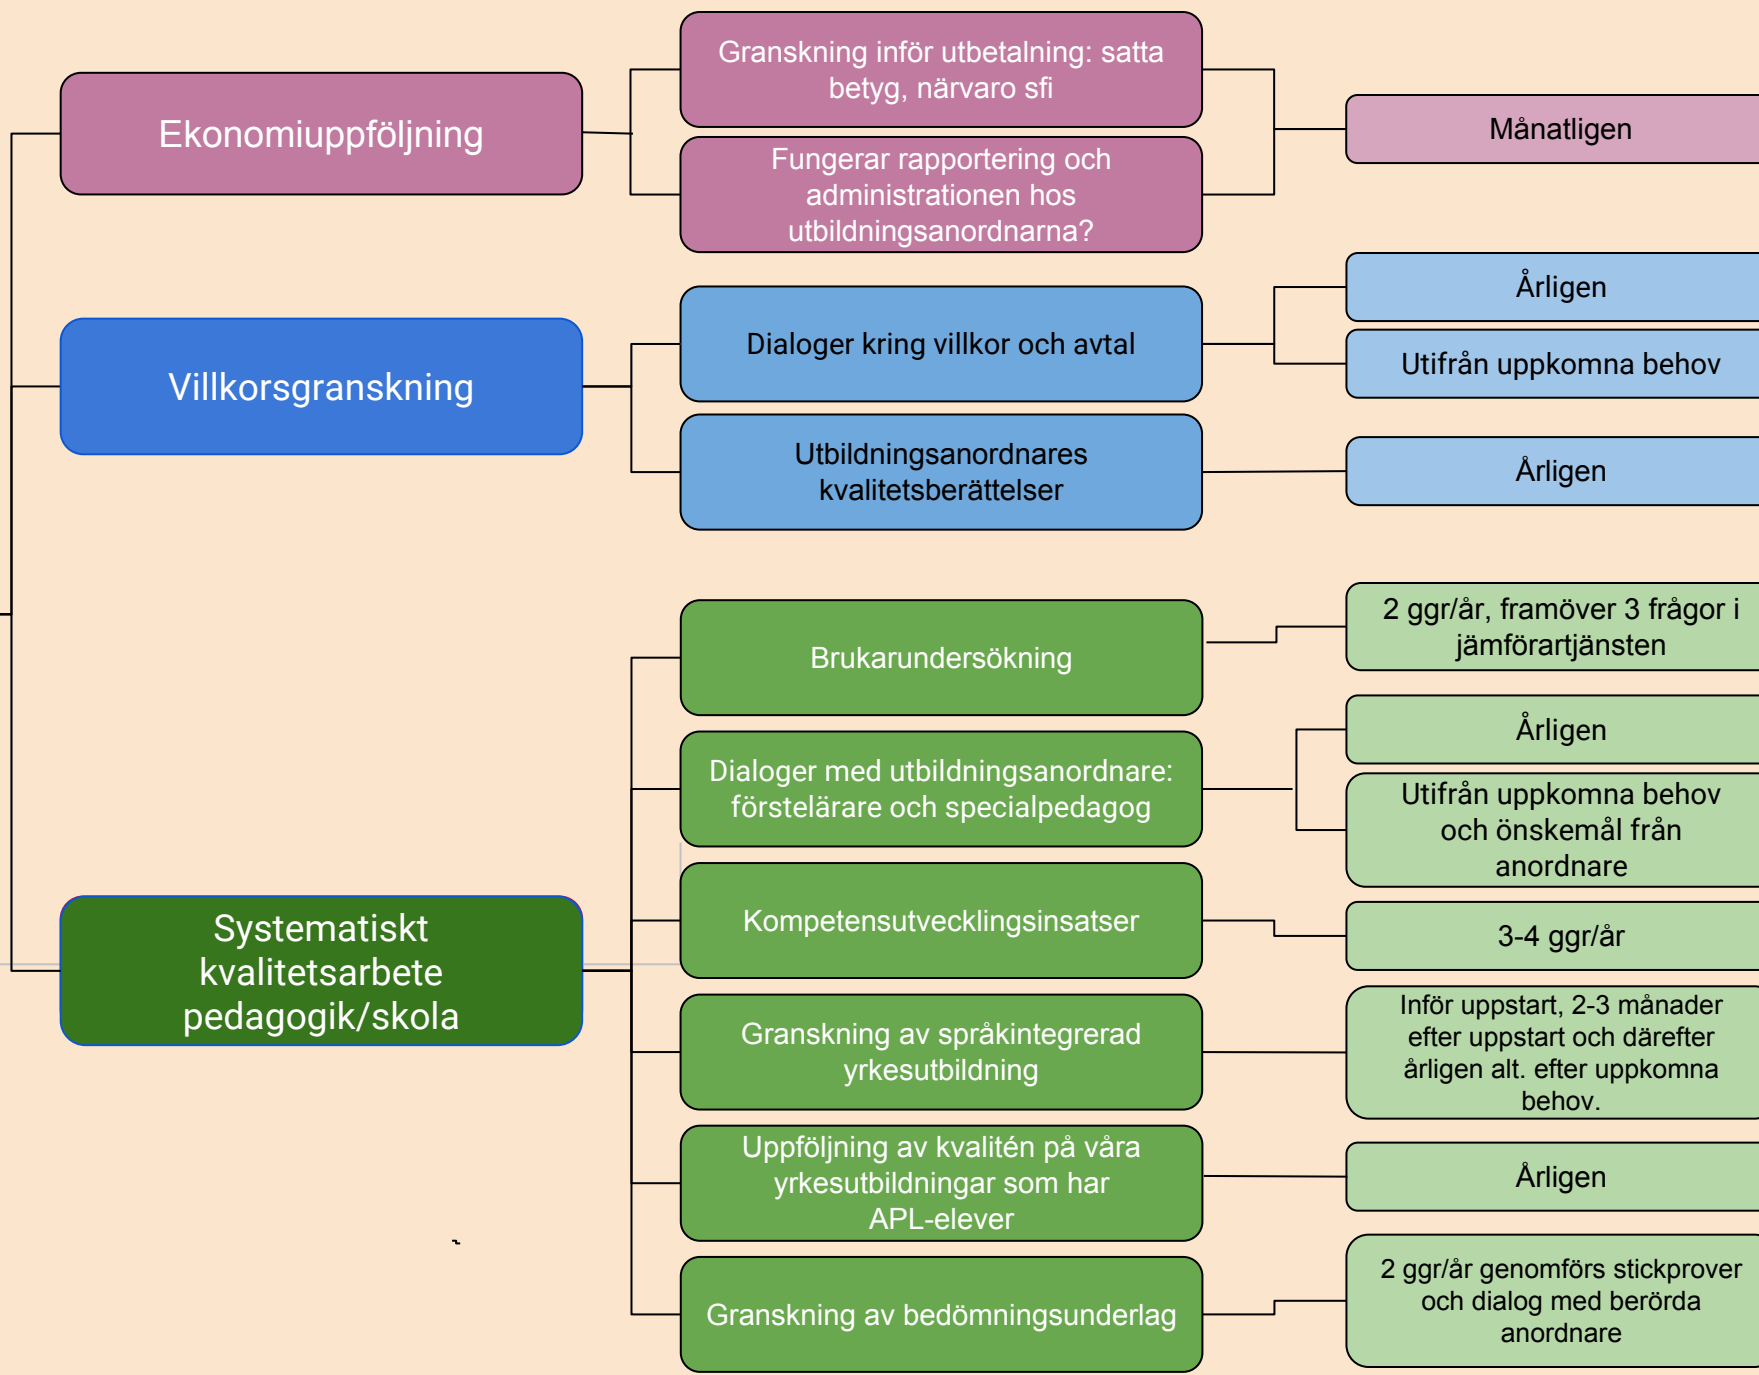 Ekonomiuppföljning
Granskning inför utbetalning: satta
betyg, närvaro sfi
Fungerar rapportering och
administrationen hos
utbildningsanordnarna?
Månatligen
Villkorsgranskning
Dialoger kring villkor och avtal
Årligen
Utifrån uppkomna behov
Utbildningsanordnares
kvalitetsberättelser
Årligen
Systematiskt
kvalitetsarbete
pedagogik/skola
Brukarundersökning
2 ggr/år, framöver 3 frågor i
jämförartjänsten
Dialoger med utbildningsanordnare:
förstelärare och specialpedagog
Årligen
Utifrån uppkomna behov
och önskemål från
anordnare
Kompetensutvecklingsinsatser
3-4 ggr/år
Granskning av språkintegrerad
yrkesutbildning
Inför uppstart, 2-3 månader
efter uppstart och därefter
årligen alt. efter uppkomna
behov.
Uppföljning av kvalitén på våra
yrkesutbildningar som har
APL-elever
Årligen
Granskning av bedömningsunderlag
2 ggr/år genomförs stickprover
och dialog med berörda
anordnare